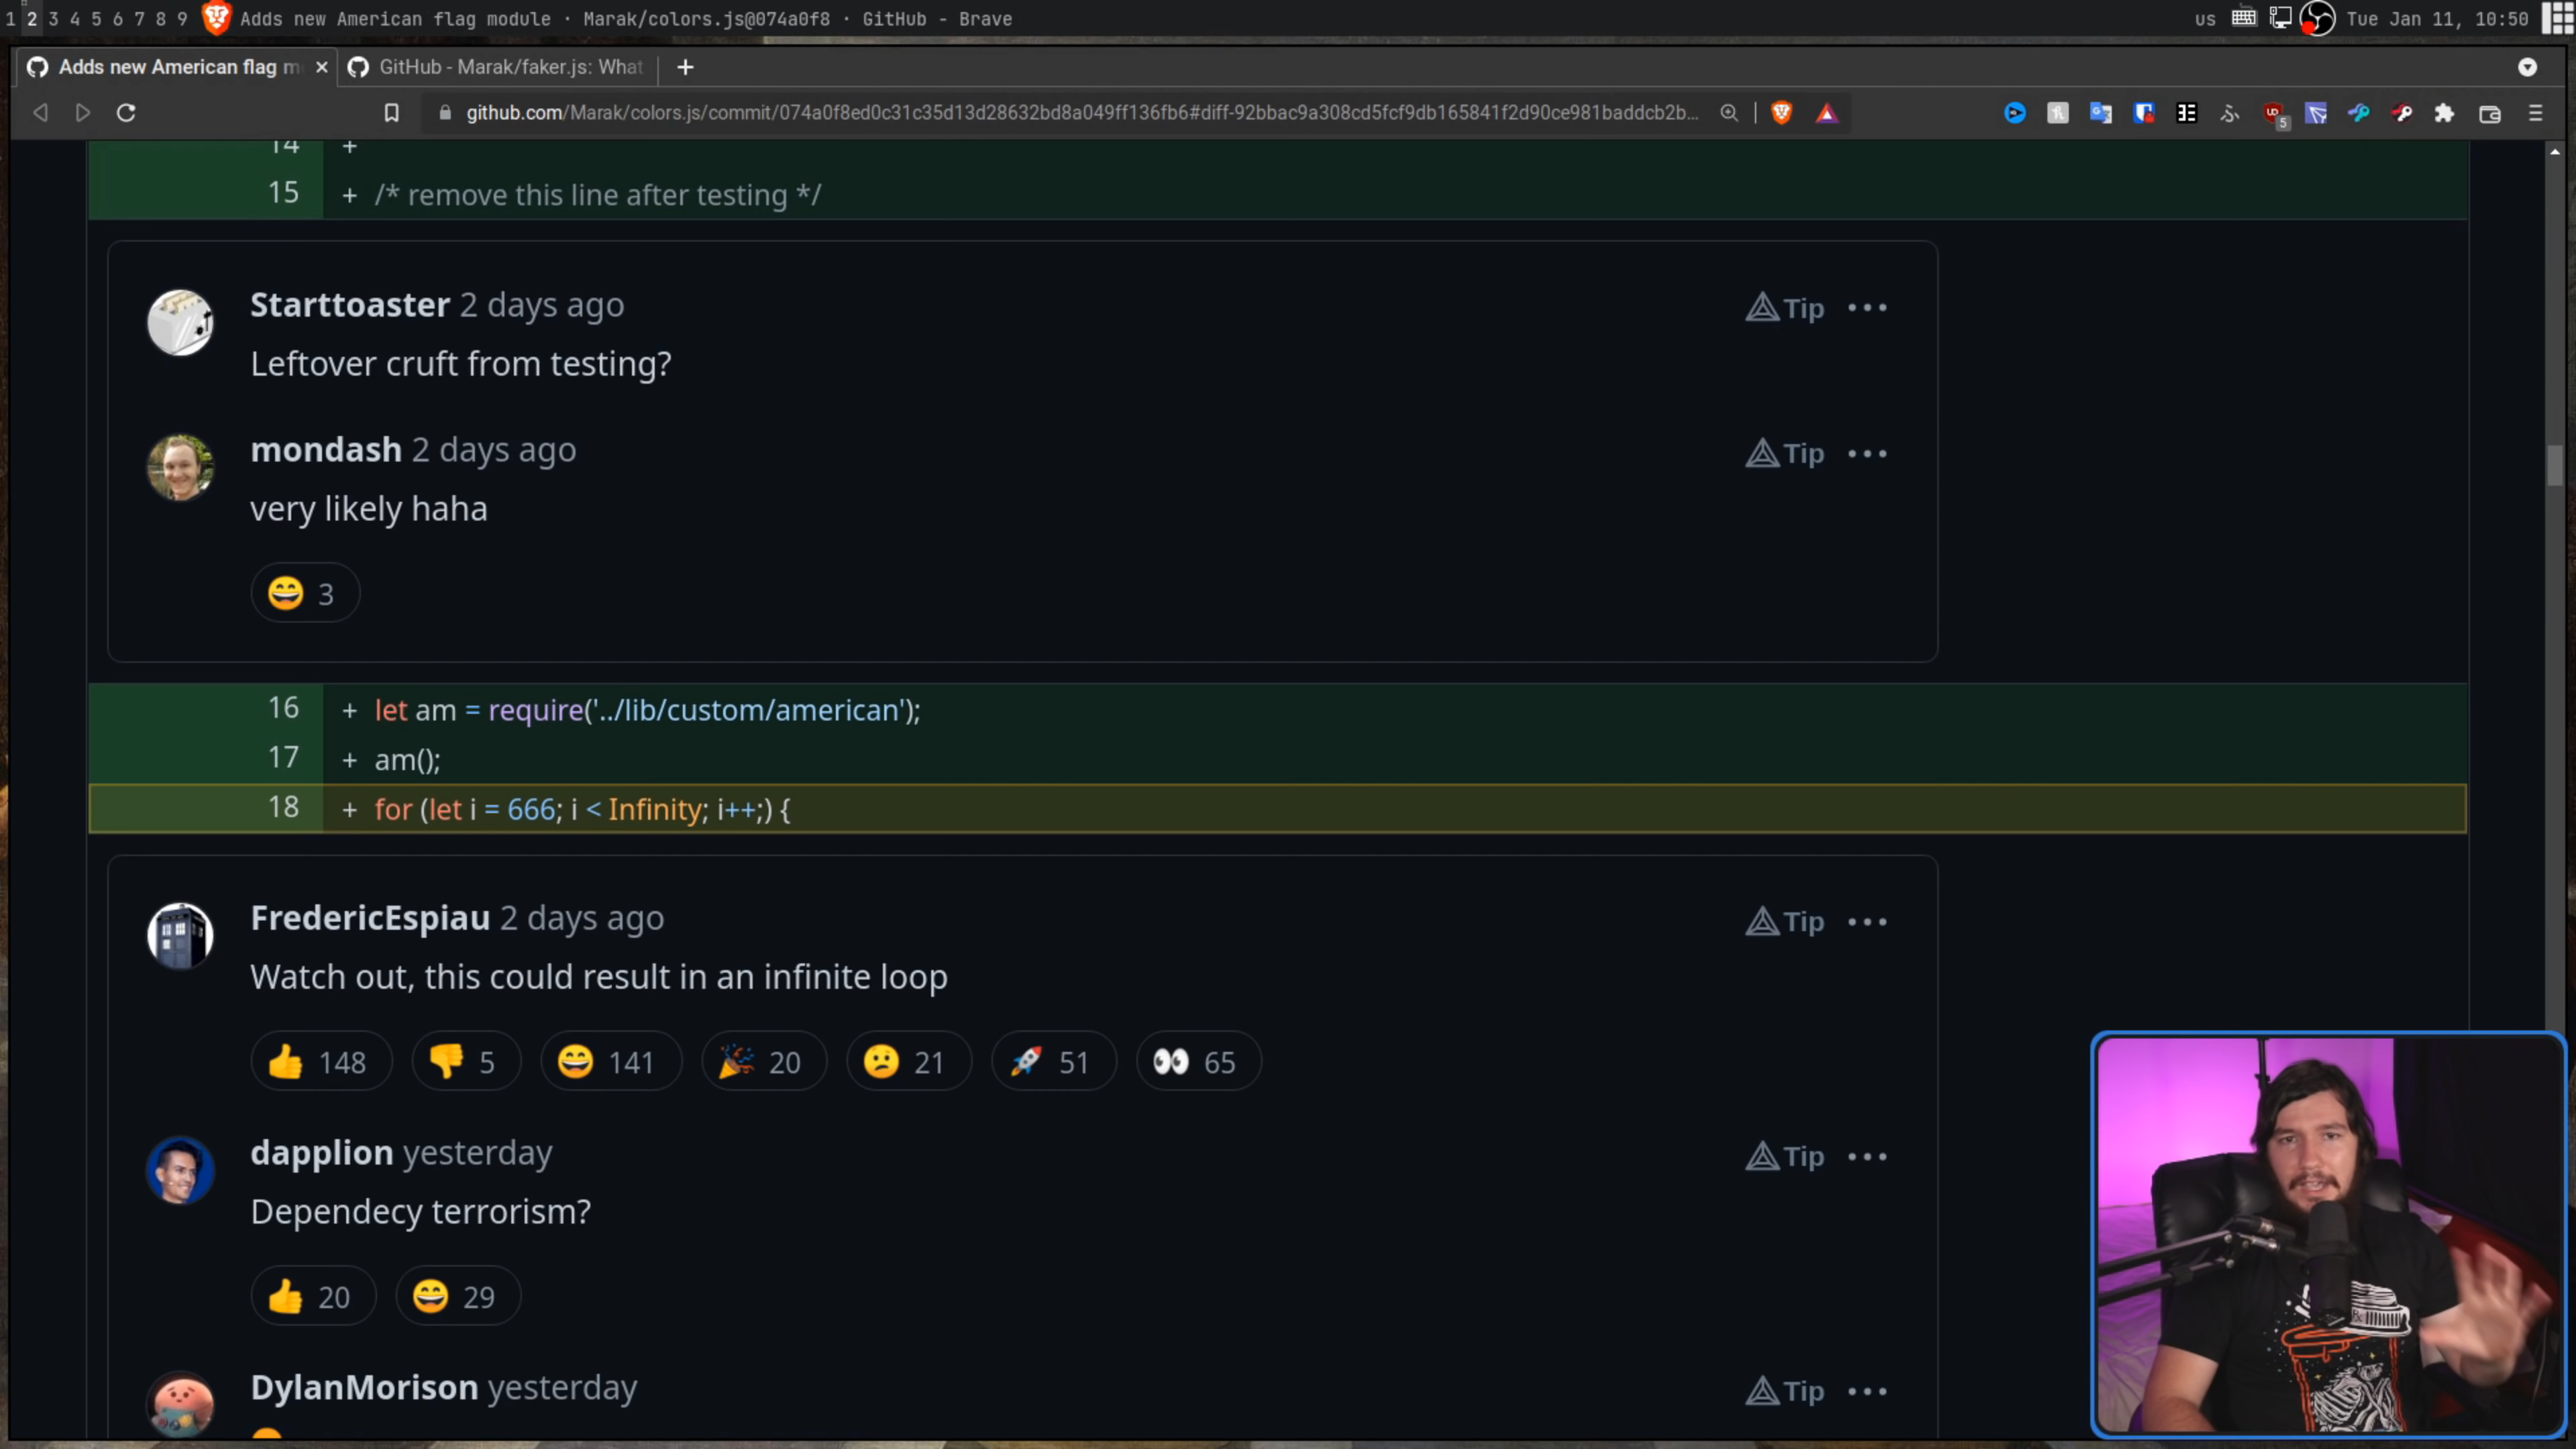 1 2 3 4 5 6 7 8 9 Adds new American flag module · Marak/colors.js@074a0f8 · GitHub - Brave us Tue Jan 11, 10:50
Adds new American flag m GitHub - Marak/faker.js: What
github.com/Marak/colors.js/commit/074a0f8ed0c31c35d13d28632bd8a049ff136fb6#diff-92bbac9a308cd5fcf9db165841f2d90ce981baddcb2b... 5
14 +
15 + /* remove this line after testing */
Starttoaster 2 days ago Tip
Leftover cruft from testing?
mondash 2 days ago Tip
very likely haha
3
16 + let am = require('../lib/custom/american');
17 + am();
18 + for (let i = 666; i < Infinity; i++;) {
FredericEspiau 2 days ago Tip
Watch out, this could result in an infinite loop
148 5 141 20 21 51 65
dapplion yesterday Tip
Dependecy terrorism?
20 29
DylanMorison yesterday Tip